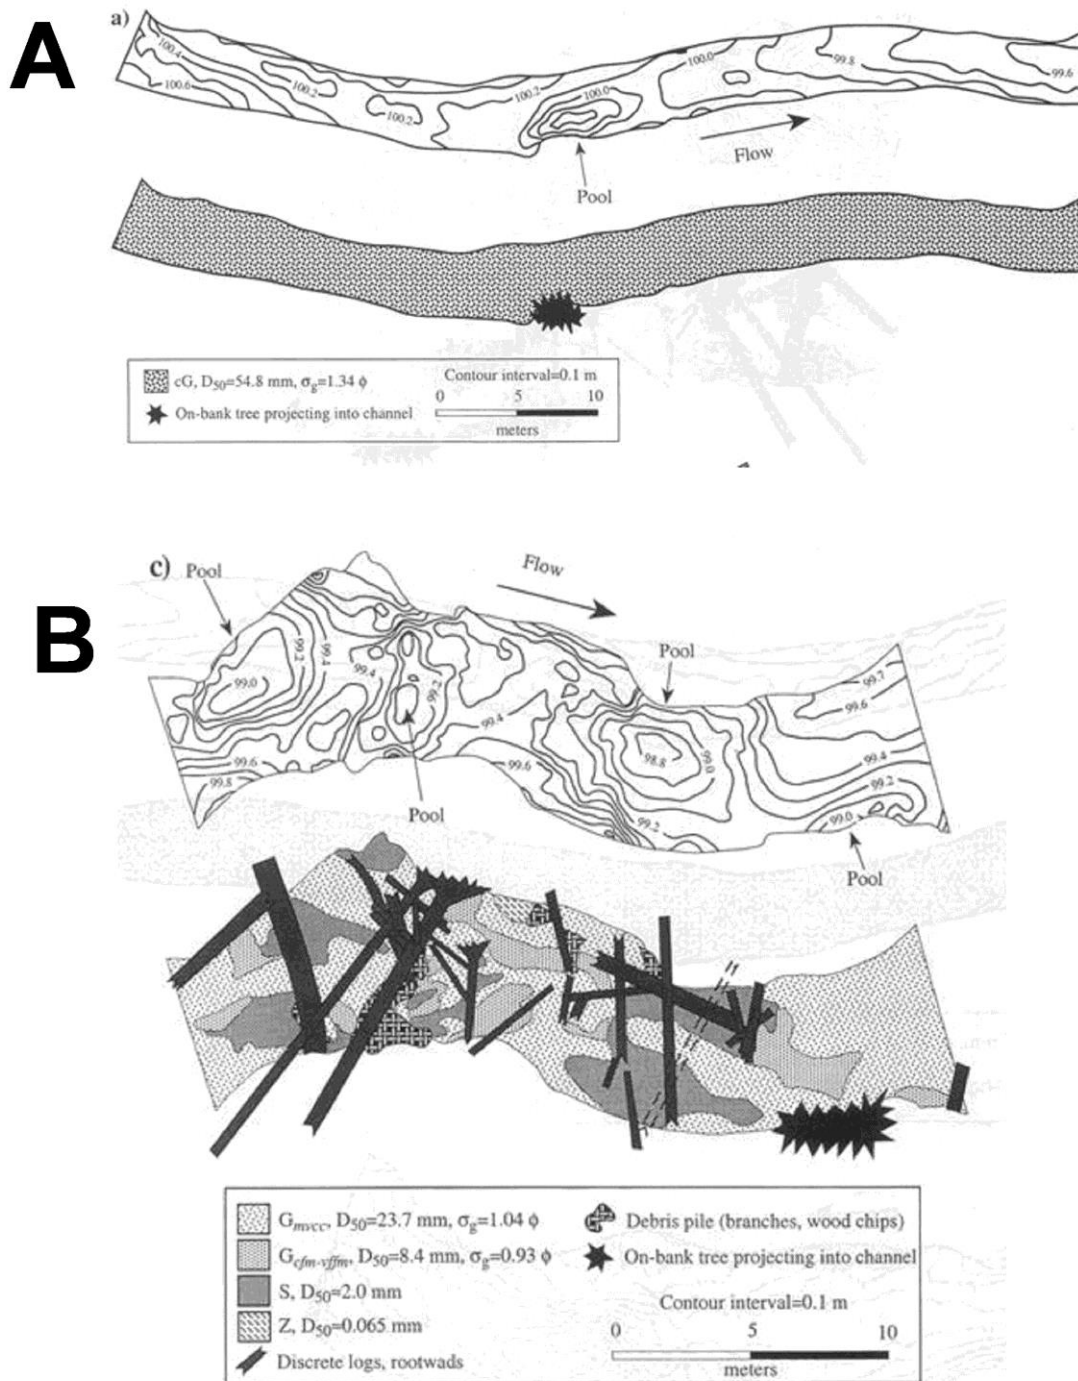 A
a)
100.4
100.6
100.2
100.2
100.2
100.0
100.0
99.8
99.6
Flow
Pool
cG, D50=54.8 mm, σg=1.34 ϕ
On-bank tree projecting into channel
Contour interval=0.1 m
0 5 10
meters
B
c)
Pool
Flow
Pool
99.2
99.4
99.4
99.0
99.2
99.4
99.6
99.8
99.6
98.8
99.0
99.2
99.7
99.6
99.4
99.2
99.0
Pool
Pool
Gmvcc, D50=23.7 mm, σg=1.04 ϕ
Gcfm-vffm, D50=8.4 mm, σg=0.93 ϕ
S, D50=2.0 mm
Z, D50=0.065 mm
Discrete logs, rootwads
Debris pile (branches, wood chips)
On-bank tree projecting into channel
Contour interval=0.1 m
0 5 10
meters